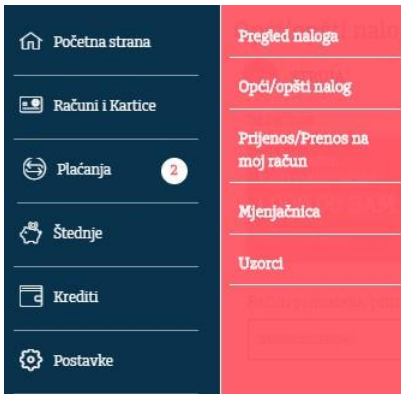 Početna strana
Računi i Kartice
Plaćanja 2
Štednje
Krediti
Postavke
Pregled naloga
Opći/opšti nalog
Prijenos/Prenos na
moj račun
Mjenjačnica
Uzorci